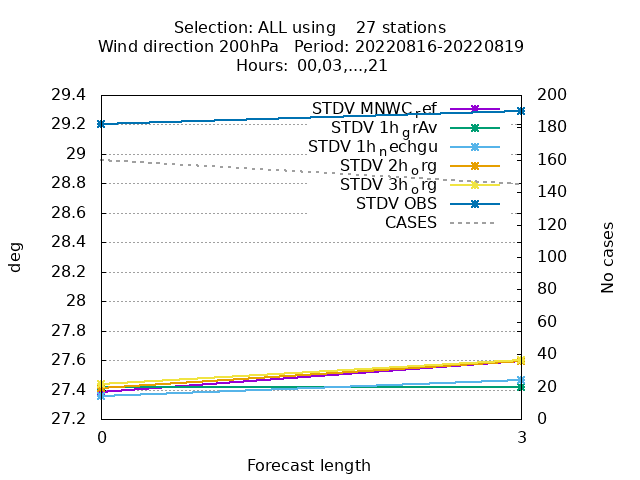 Selection: ALL using    27 stations
Wind direction 200hPa   Period: 20220816-20220819
Hours: 00,03,...,21
29.4
29.2
29
28.8
28.6
28.4
28.2
28
27.8
27.6
27.4
27.2
200
180
160
140
120
100
80
60
40
20
0
STDV MNWC_ref
STDV 1h_grAv
STDV 1h_nechgu
STDV 2h_org
STDV 3h_org
STDV OBS
CASES
deg
No cases
0
3
Forecast length